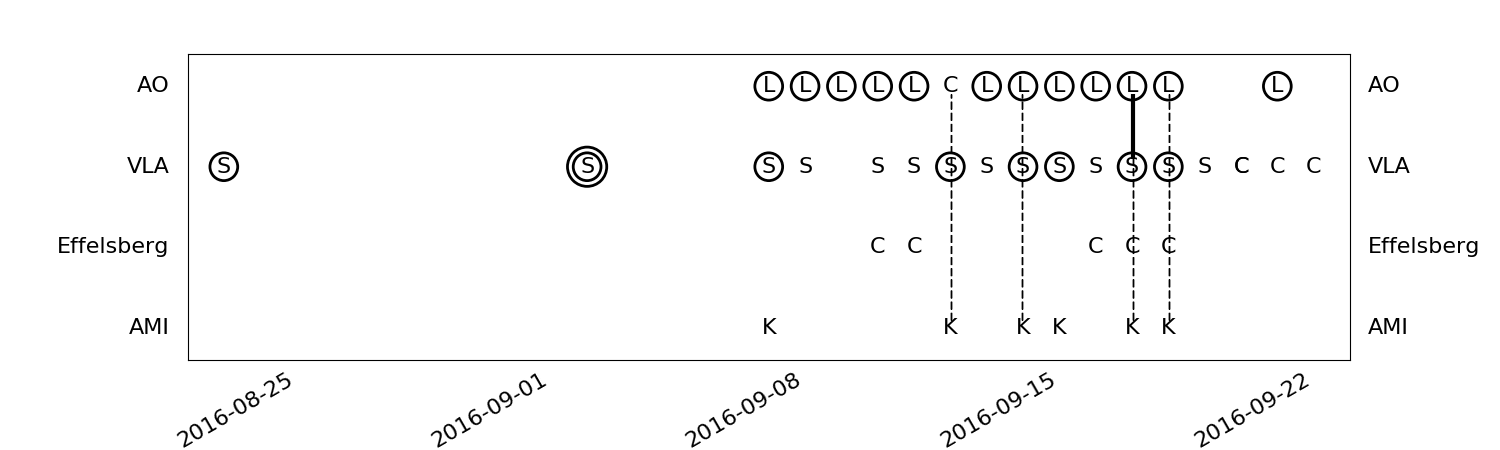 AO L L L L L C L L L L L L L AO
VLA S S S S S S S S S S S S S S C C C VLA
Effelsberg C C C C C Effelsberg
AMI K K K K K K AMI
2016-08-25 2016-09-01 2016-09-08 2016-09-15 2016-09-22